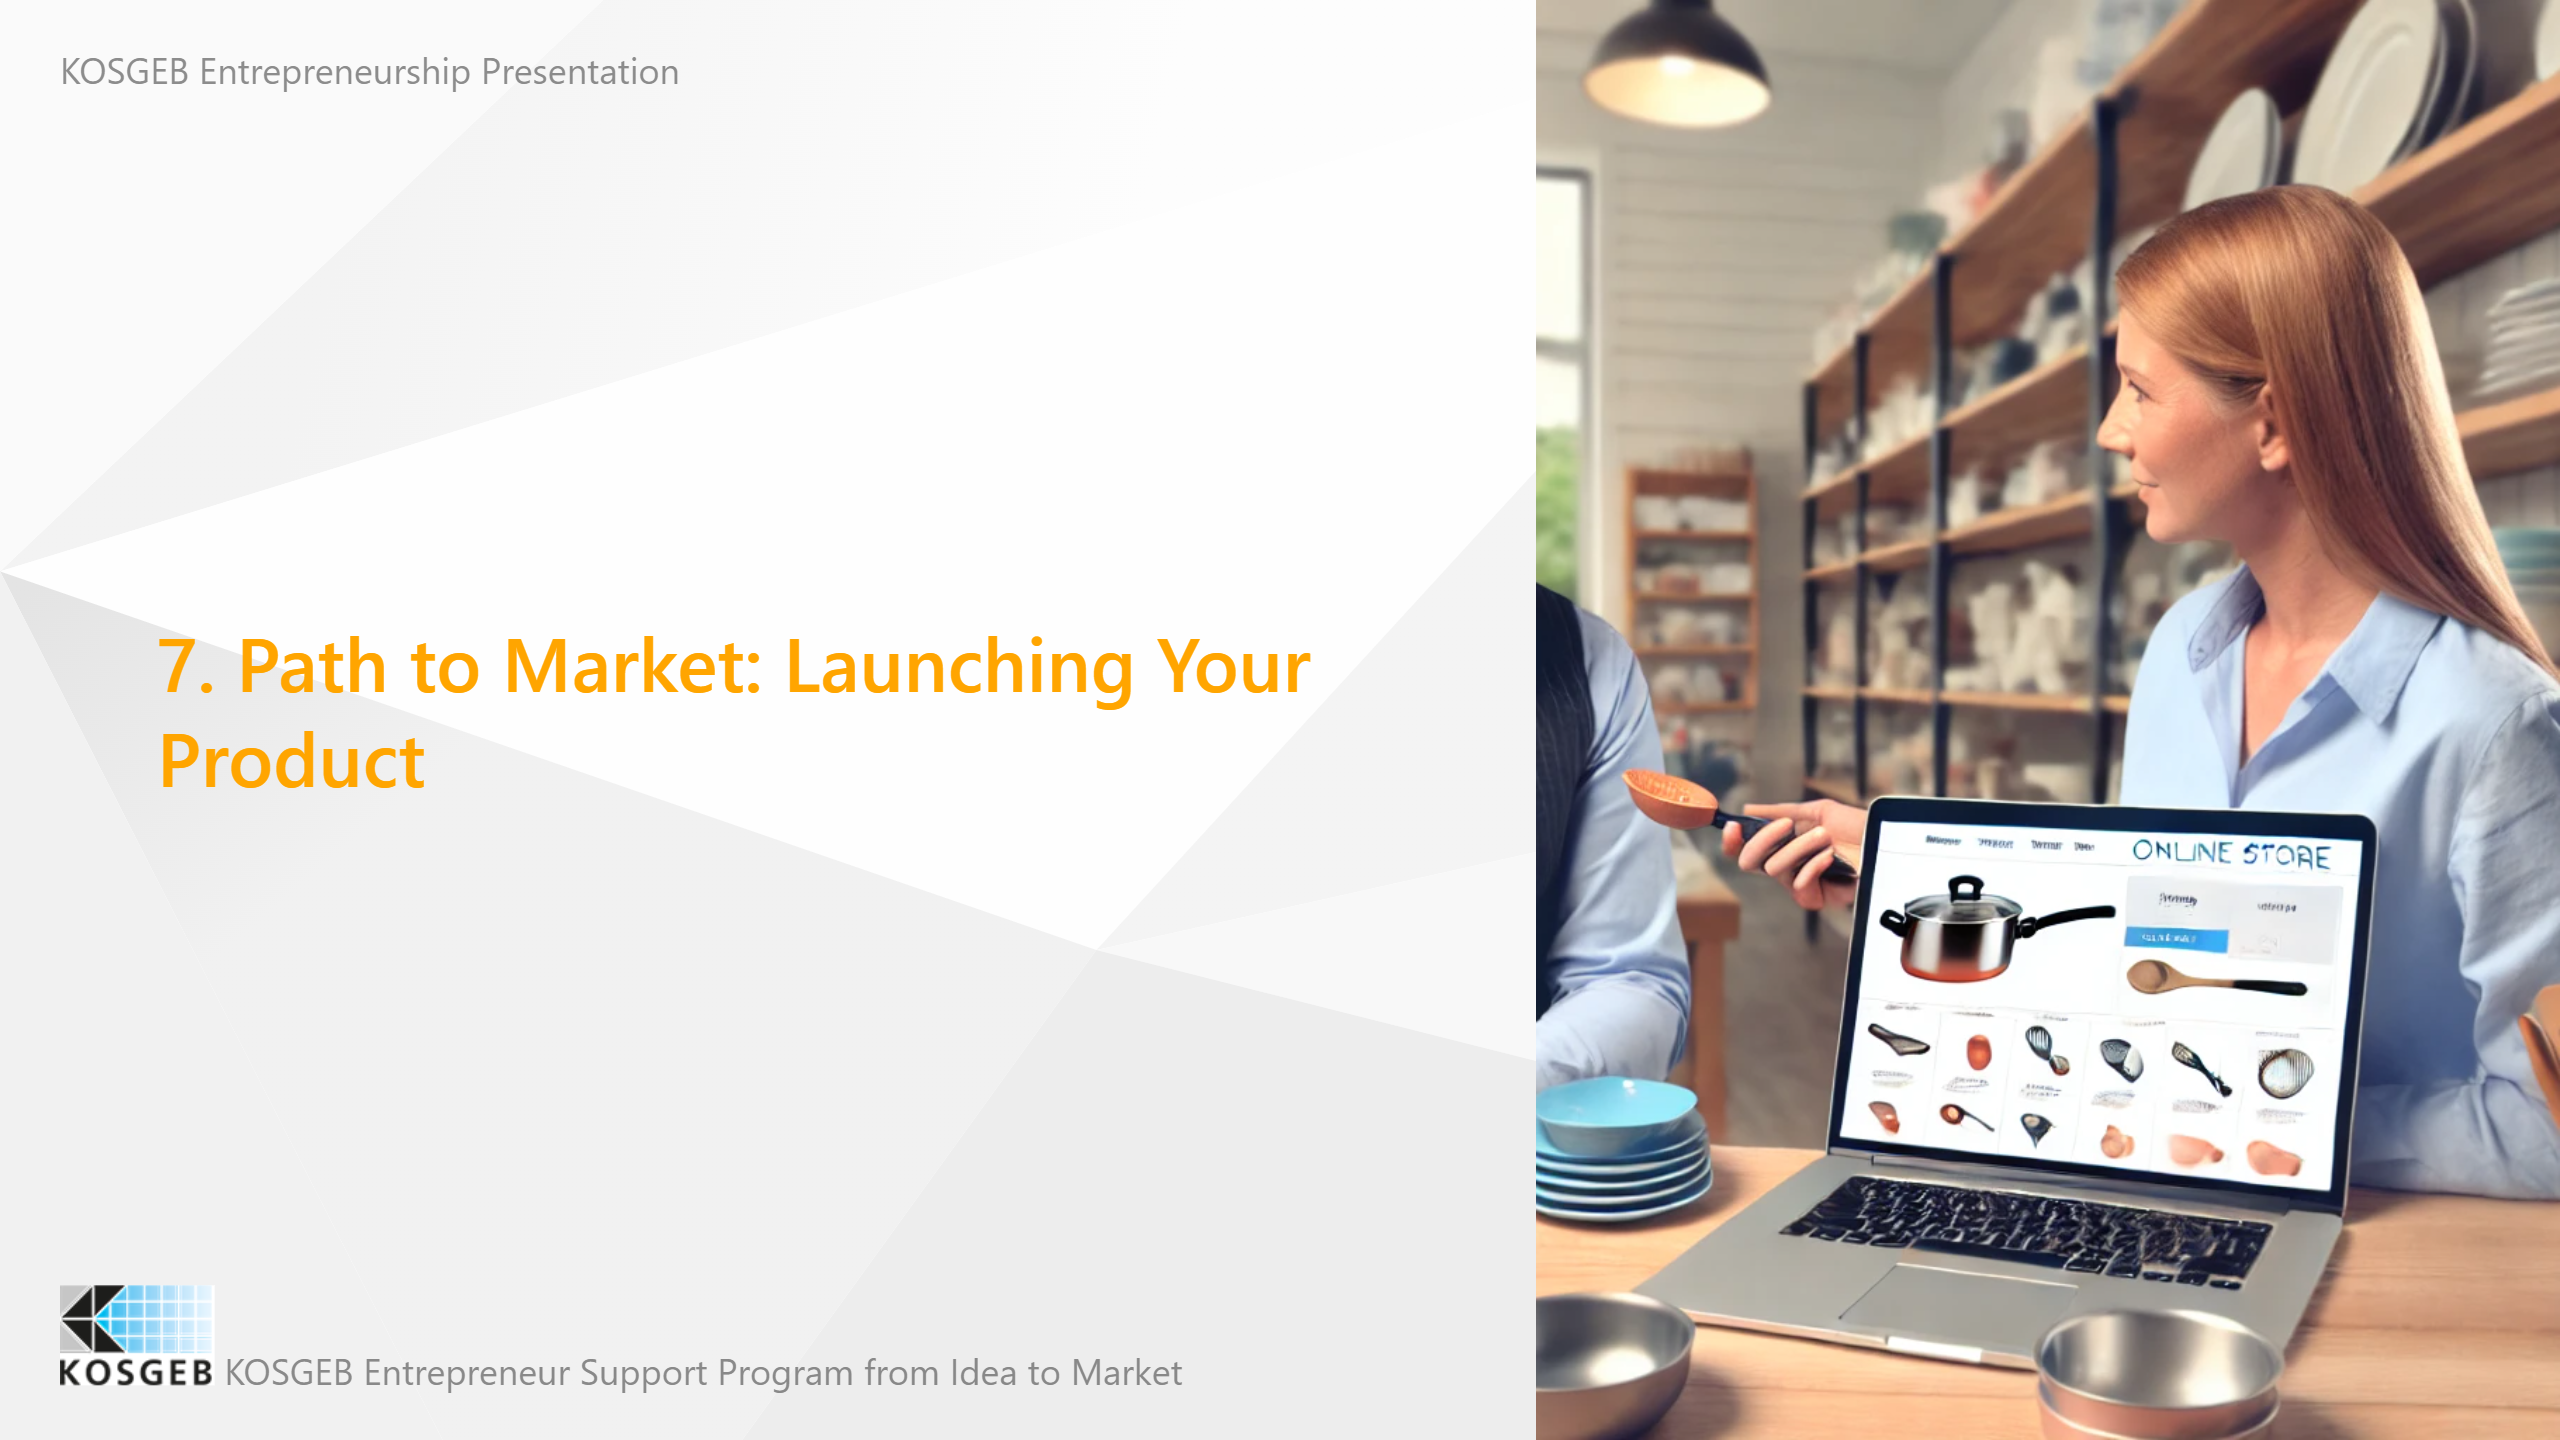 KOSGEB Entrepreneurship Presentation
7. Path to Market: Launching Your
Product
ONLINE STORE
KOSGEB
KOSGEB Entrepreneur Support Program from Idea to Market